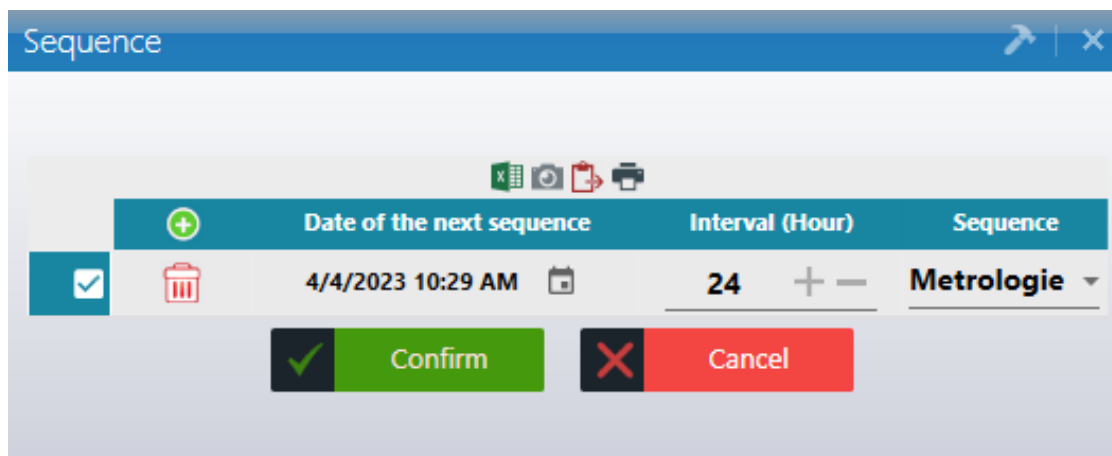 Sequence
Date of the next sequence Interval (Hour) Sequence
4/4/2023 10:29 AM 24 Metrologie
Confirm Cancel